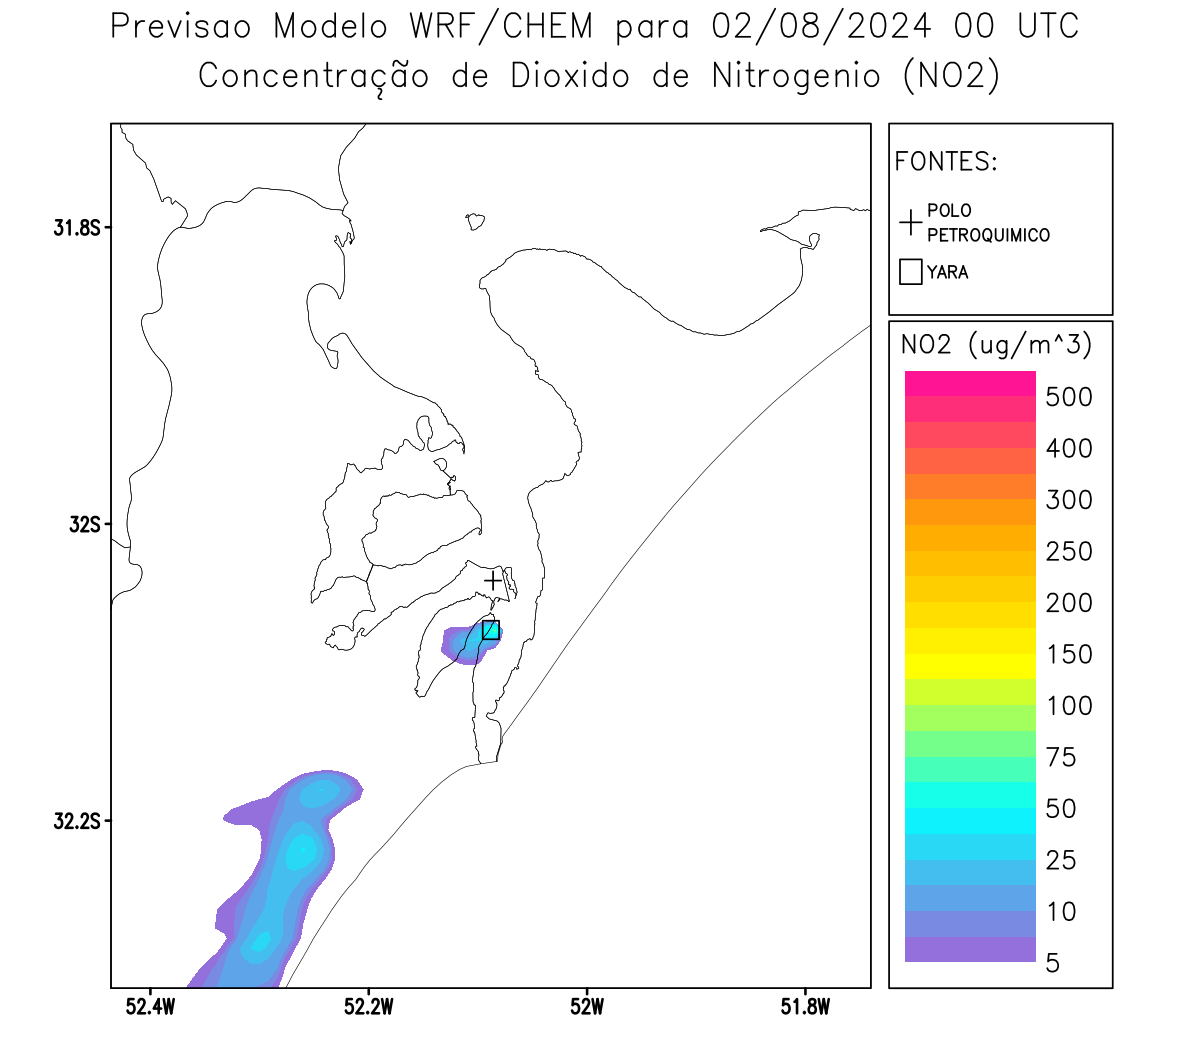 Previsao Modelo WRF/CHEM para 02/08/2024 00 UTC
Concentração de Dioxido de Nitrogenio (NO2)
FONTES:
POLO
PETROQUIMICO
YARA
NO2 (ug/m^3)
500
400
300
250
200
150
100
75
50
25
10
5
31.8S
32S
32.2S
52.4W
52.2W
52W
51.8W